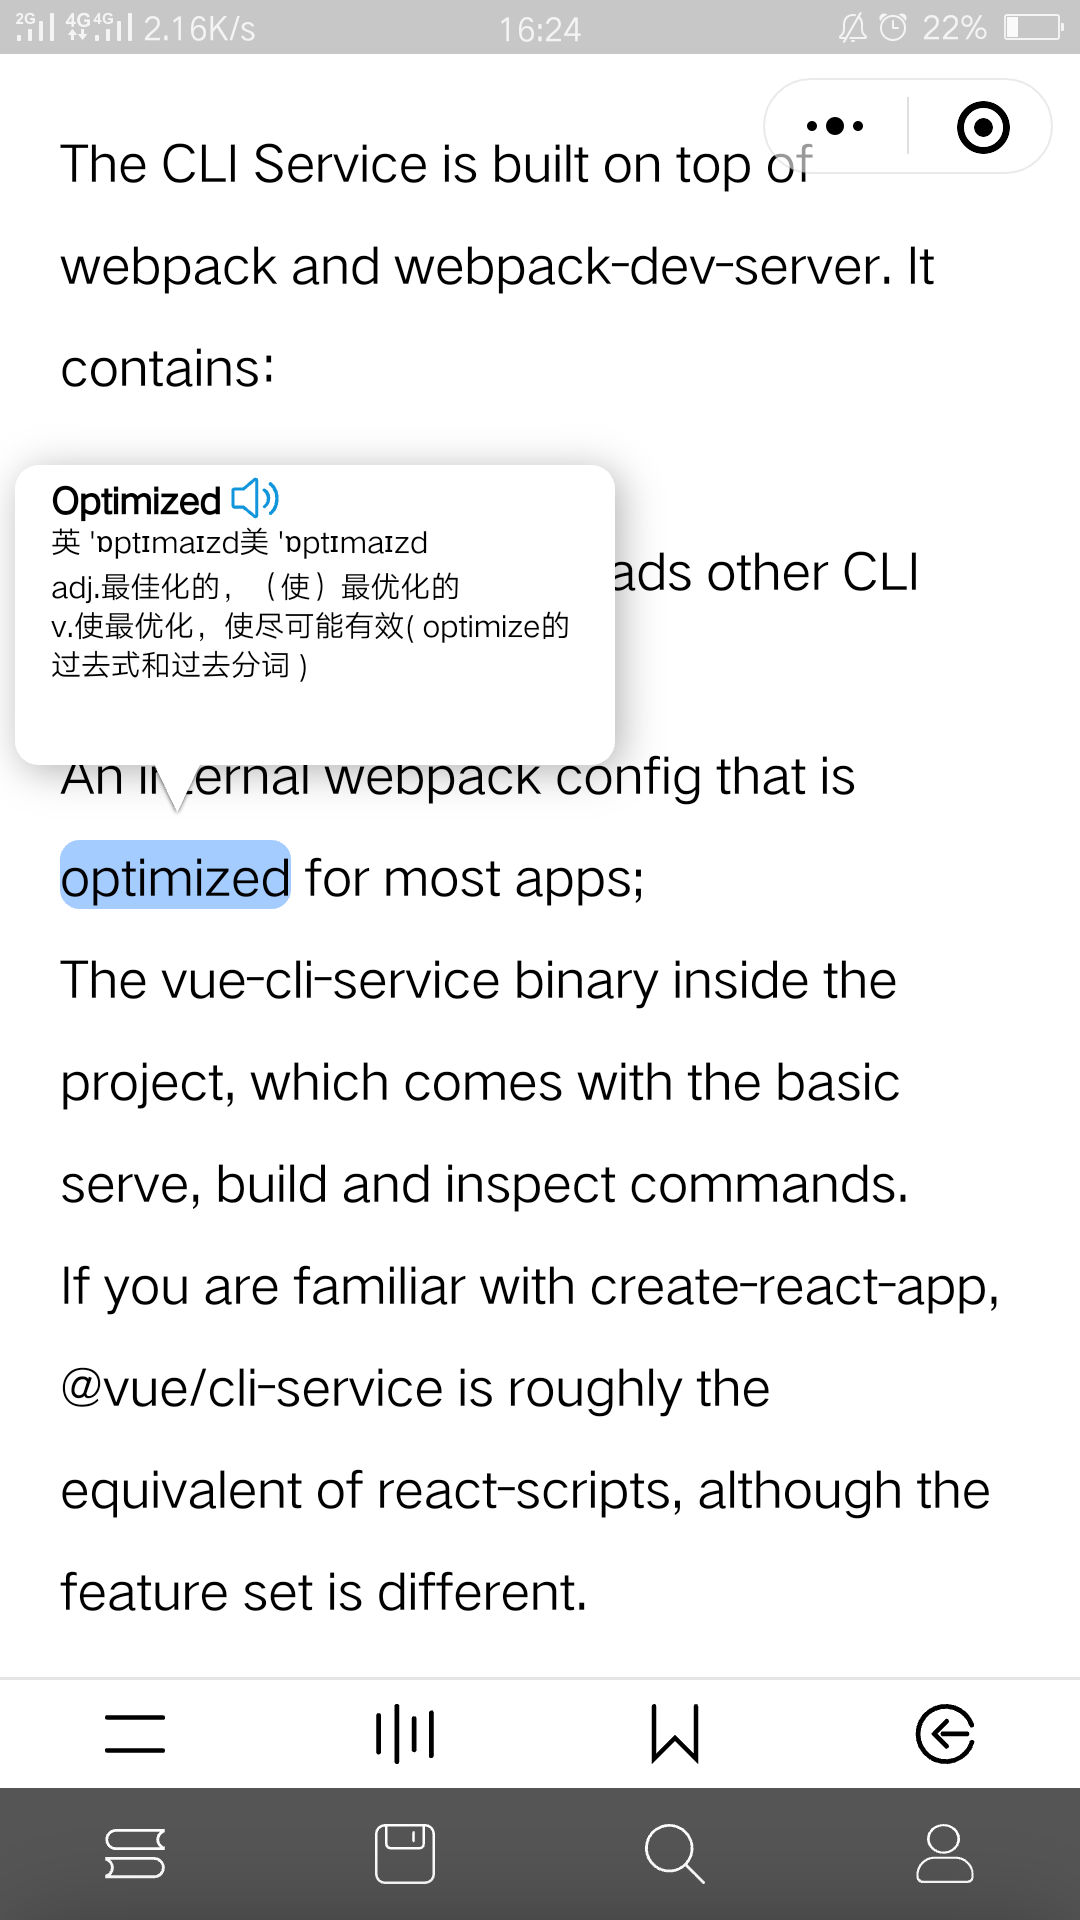 2G 4G 4G 2.16K/s 16:24 22%
The CLI Service is built on top of
webpack and webpack-dev-server. It
contains:
Optimized
英 'ɒptɪmaɪzd美 'ɒptɪmaɪzd
adj.最佳化的，（使）最优化的
v.使最优化，使尽可能有效( optimize的
过去式和过去分词 )
other CLI
An webpack config that is
optimized for most apps;
The vue-cli-service binary inside the
project, which comes with the basic
serve, build and inspect commands.
If you are familiar with create-react-app,
@vue/cli-service is roughly the
equivalent of react-scripts, although the
feature set is different.